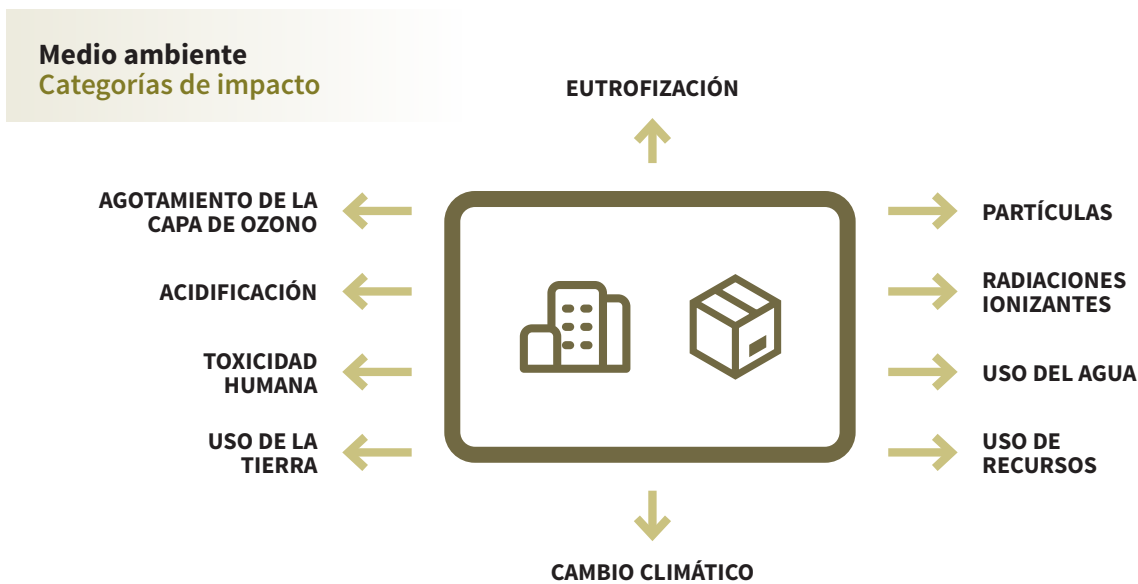 Medio ambiente
Categorías de impacto
EUTROFIZACIÓN
AGOTAMIENTO DE LA
CAPA DE OZONO
ACIDIFICACIÓN
TOXICIDAD
HUMANA
USO DE LA
TIERRA
PARTÍCULAS
RADIACIONES
IONIZANTES
USO DEL AGUA
USO DE
RECURSOS
CAMBIO CLIMÁTICO